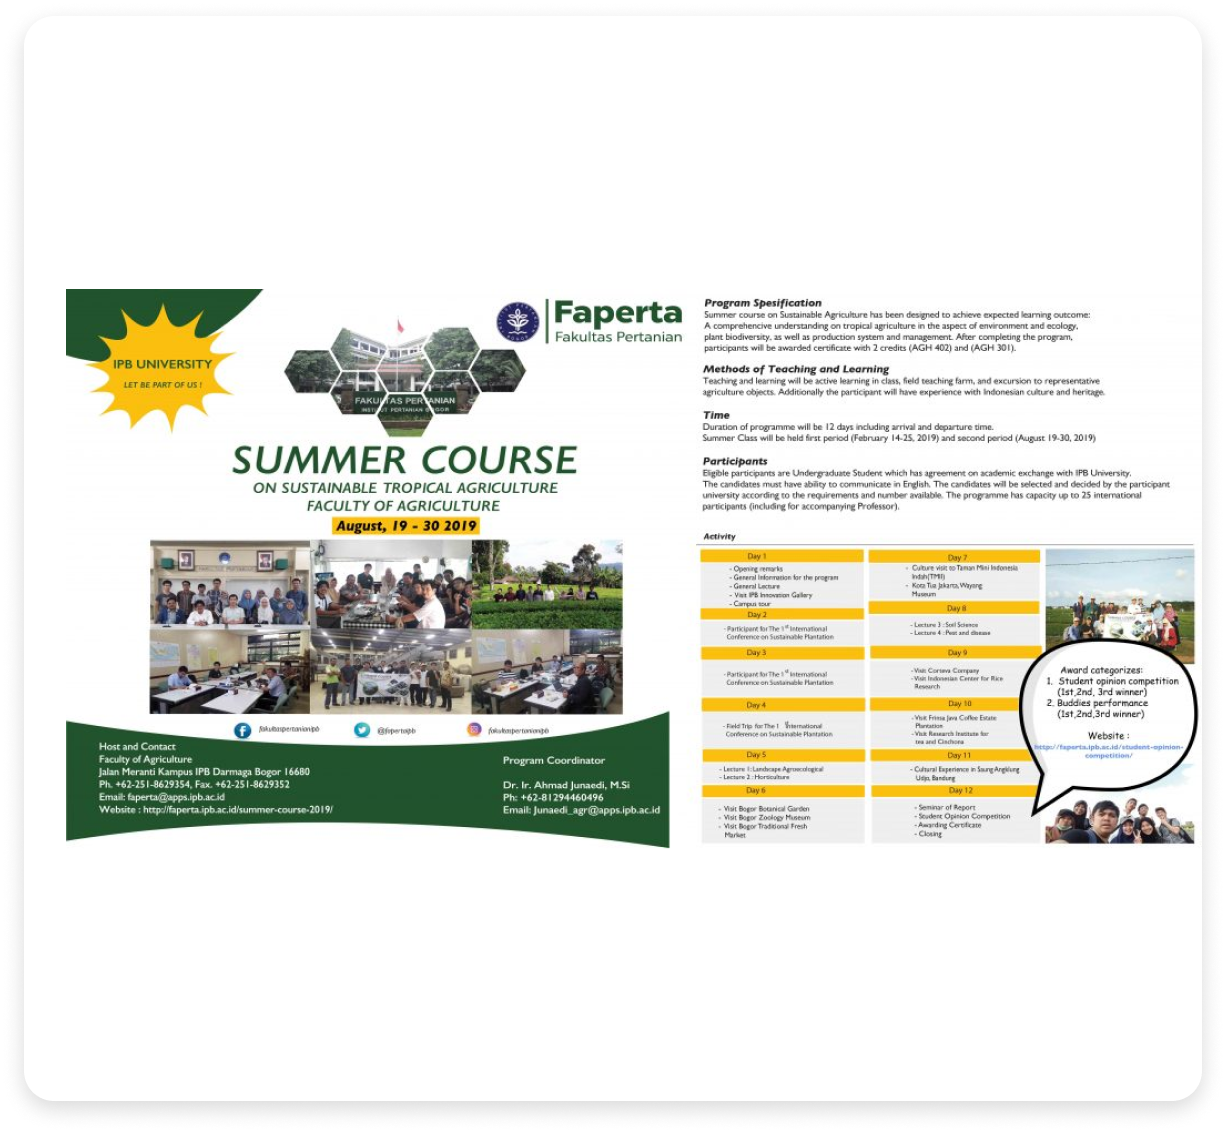 IPB UNIVERSITY
LET BE PART OF US !
Faperta
Fakultas Pertanian
FAKULTAS PERTANIAN
INSTITUT PERTANIAN BOGOR
SUMMER COURSE
ON SUSTAINABLE TROPICAL AGRICULTURE
FACULTY OF AGRICULTURE
August, 19 - 30 2019
fakultaspertanianipb
@fapertaipb
fakultaspertanianipb
Host and Contact
Faculty of Agriculture
Jalan Meranti Kampus IPB Darmaga Bogor 16680
Ph. +62-251-8629354, Fax. +62-251-8629352
Email: faperta@apps.ipb.ac.id
Website : http://faperta.ipb.ac.id/summer-course-2019/
Program Coordinator
Dr. Ir. Ahmad Junaedi, M.Si
Ph: +62-81294460496
Email: Junaedi_agr@apps.ipb.ac.id
Program Spesification
Summer course on Sustainable Agriculture has been designed to achieve expected learning outcome:
A comprehencive understanding on tropical agriculture in the aspect of environment and ecology,
plant biodiversity, as well as production system and management. After completing the program,
participants will be awarded certificate with 2 credits (AGH 402) and (AGH 301).
Methods of Teaching and Learning
Teaching and learning will be active learning in class, field teaching farm, and excursion to representative
agriculture objects. Additionally the participant will have experience with Indonesian culture and heritage.
Time
Duration of programme will be 12 days including arrival and departure time.
Summer Class will be held first period (February 14-25, 2019) and second period (August 19-30, 2019)
Participants
Eligible participants are Undergraduate Student which has agreement on academic exchange with IPB University.
The candidates must have ability to communicate in English. The candidates will be selected and decided by the participant
university according to the requirements and number available. The programme has capacity up to 25 international
participants (including for accompanying Professor).
Activity
Day 1
- Opening remarks
- General Information for the program
- General Lecture
- Visit IPB Innovation Gallery
- Campus tour
Day 2
- Participant for The 1st International
Conference on Sustainable Plantation
Day 3
- Participant for The 1st International
Conference on Sustainable Plantation
Day 4
- Field Trip for The 1 International
Conference on Sustainable Plantation
Day 5
- Lecture 1: Landscape Agroecological
- Lecture 2 : Horticulture
Day 6
- Visit Bogor Botanical Garden
- Visit Bogor Zoology Museum
- Visit Bogor Traditional Fresh
Market
Day 7
- Culture visit to Taman Mini Indonesia
Indah(TMII)
- Kota Tua Jakarta, Wayang
Museum
Day 8
- Lecture 3 : Soil Science
- Lecture 4 : Pest and disease
Day 9
- Visit Corteva Company
- Visit Indonesian Center for Rice
Research
Day 10
- Visit Frinsa Java Coffee Estate
Plantation
- Visit Research Institute for
tea and Cinchona
Day 11
- Cultural Experience in Saung Angklung
Udjo, Bandung
Day 12
- Seminar of Report
- Student Opinion Competition
- Awarding Certificate
- Closing
Award categorizes:
1. Student opinion competition
(1st,2nd, 3rd winner)
2. Buddies performance
(1st,2nd,3rd winner)
Website :
http://faperta.ipb.ac.id/student-opinion-
competition/